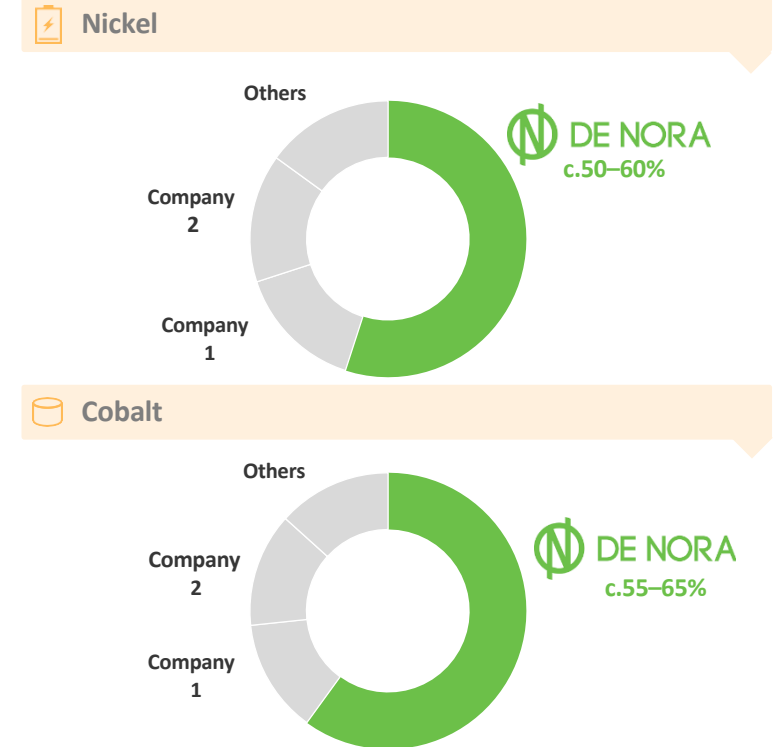 Nickel
Others
DE NORA
c.50–60%
Company
2
Company
1
Cobalt
Others
DE NORA
c.55–65%
Company
2
Company
1